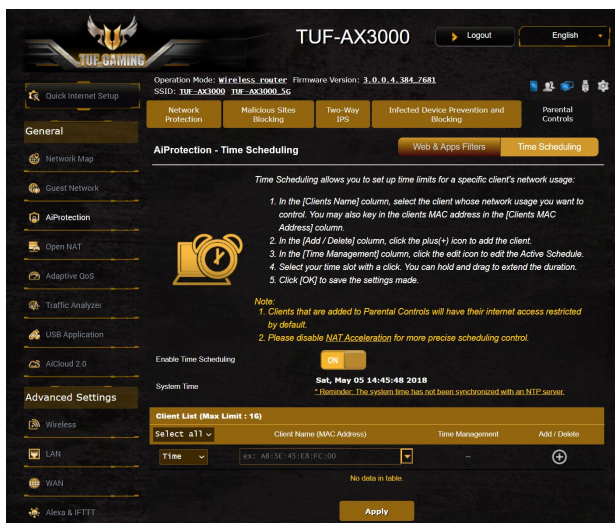 TUF GAMING
TUF-AX3000
Logout
English
Quick Internet Setup
General
Network Map
Guest Network
AiProtection
Open NAT
Adaptive QoS
Traffic Analyzer
USB Application
AiCloud 2.0
Advanced Settings
Wireless
LAN
WAN
Alexa & IFTTT
Operation Mode: Wireless router Firmware Version: 3.0.0.4.384_7681
SSID: TUF-AX3000 TUF-AX3000_5G
Network Protection
Malicious Sites Blocking
Two-Way IPS
Infected Device Prevention and Blocking
Parental Controls
AiProtection - Time Scheduling
Web & Apps Filters
Time Scheduling
Time Scheduling allows you to set up time limits for a specific client's network usage:
1. In the [Clients Name] column, select the client whose network usage you want to
control. You may also key in the clients MAC address in the [Clients MAC
Address] column.
2. In the [Add / Delete] column, click the plus(+) icon to add the client.
3. In the [Time Management] column, click the edit icon to edit the Active Schedule.
4. Select your time slot with a click. You can hold and drag to extend the duration.
5. Click [OK] to save the settings made.
Note:
1. Clients that are added to Parental Controls will have their internet access restricted
by default.
2. Please disable NAT Acceleration for more precise scheduling control.
Enable Time Scheduling
ON
System Time
Sat, May 05 14:45:48 2018
* Reminder: The system time has not been synchronized with an NTP server.
Client List (Max Limit : 16)
Select all
Client Name (MAC Address)
Time Management
Add / Delete
Time
ex: A8:5E:45:E8:FC:00
–
No data in table.
Apply